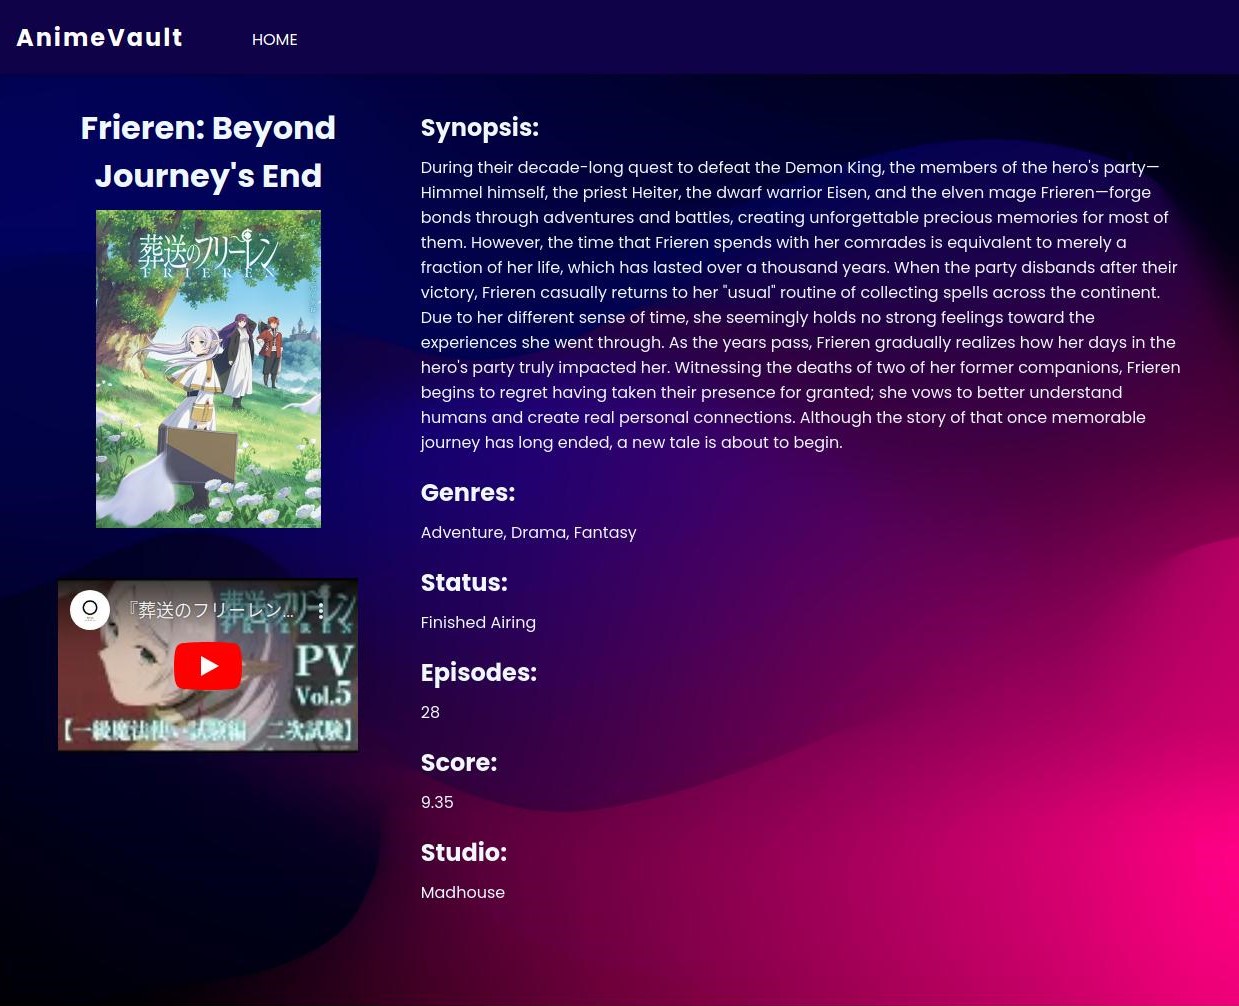 AnimeVault
HOME
Frieren: Beyond
Journey's End
葬送のフリーレン
FRIEREN
『葬送のフリーレン...
PV
Vol.5
【一級魔法使い試験編／二次試験】
Synopsis:
During their decade-long quest to defeat the Demon King, the members of the hero's party—
Himmel himself, the priest Heiter, the dwarf warrior Eisen, and the elven mage Frieren—forge
bonds through adventures and battles, creating unforgettable precious memories for most of
them. However, the time that Frieren spends with her comrades is equivalent to merely a
fraction of her life, which has lasted over a thousand years. When the party disbands after their
victory, Frieren casually returns to her "usual" routine of collecting spells across the continent.
Due to her different sense of time, she seemingly holds no strong feelings toward the
experiences she went through. As the years pass, Frieren gradually realizes how her days in the
hero's party truly impacted her. Witnessing the deaths of two of her former companions, Frieren
begins to regret having taken their presence for granted; she vows to better understand
humans and create real personal connections. Although the story of that once memorable
journey has long ended, a new tale is about to begin.
Genres:
Adventure, Drama, Fantasy
Status:
Finished Airing
Episodes:
28
Score:
9.35
Studio:
Madhouse